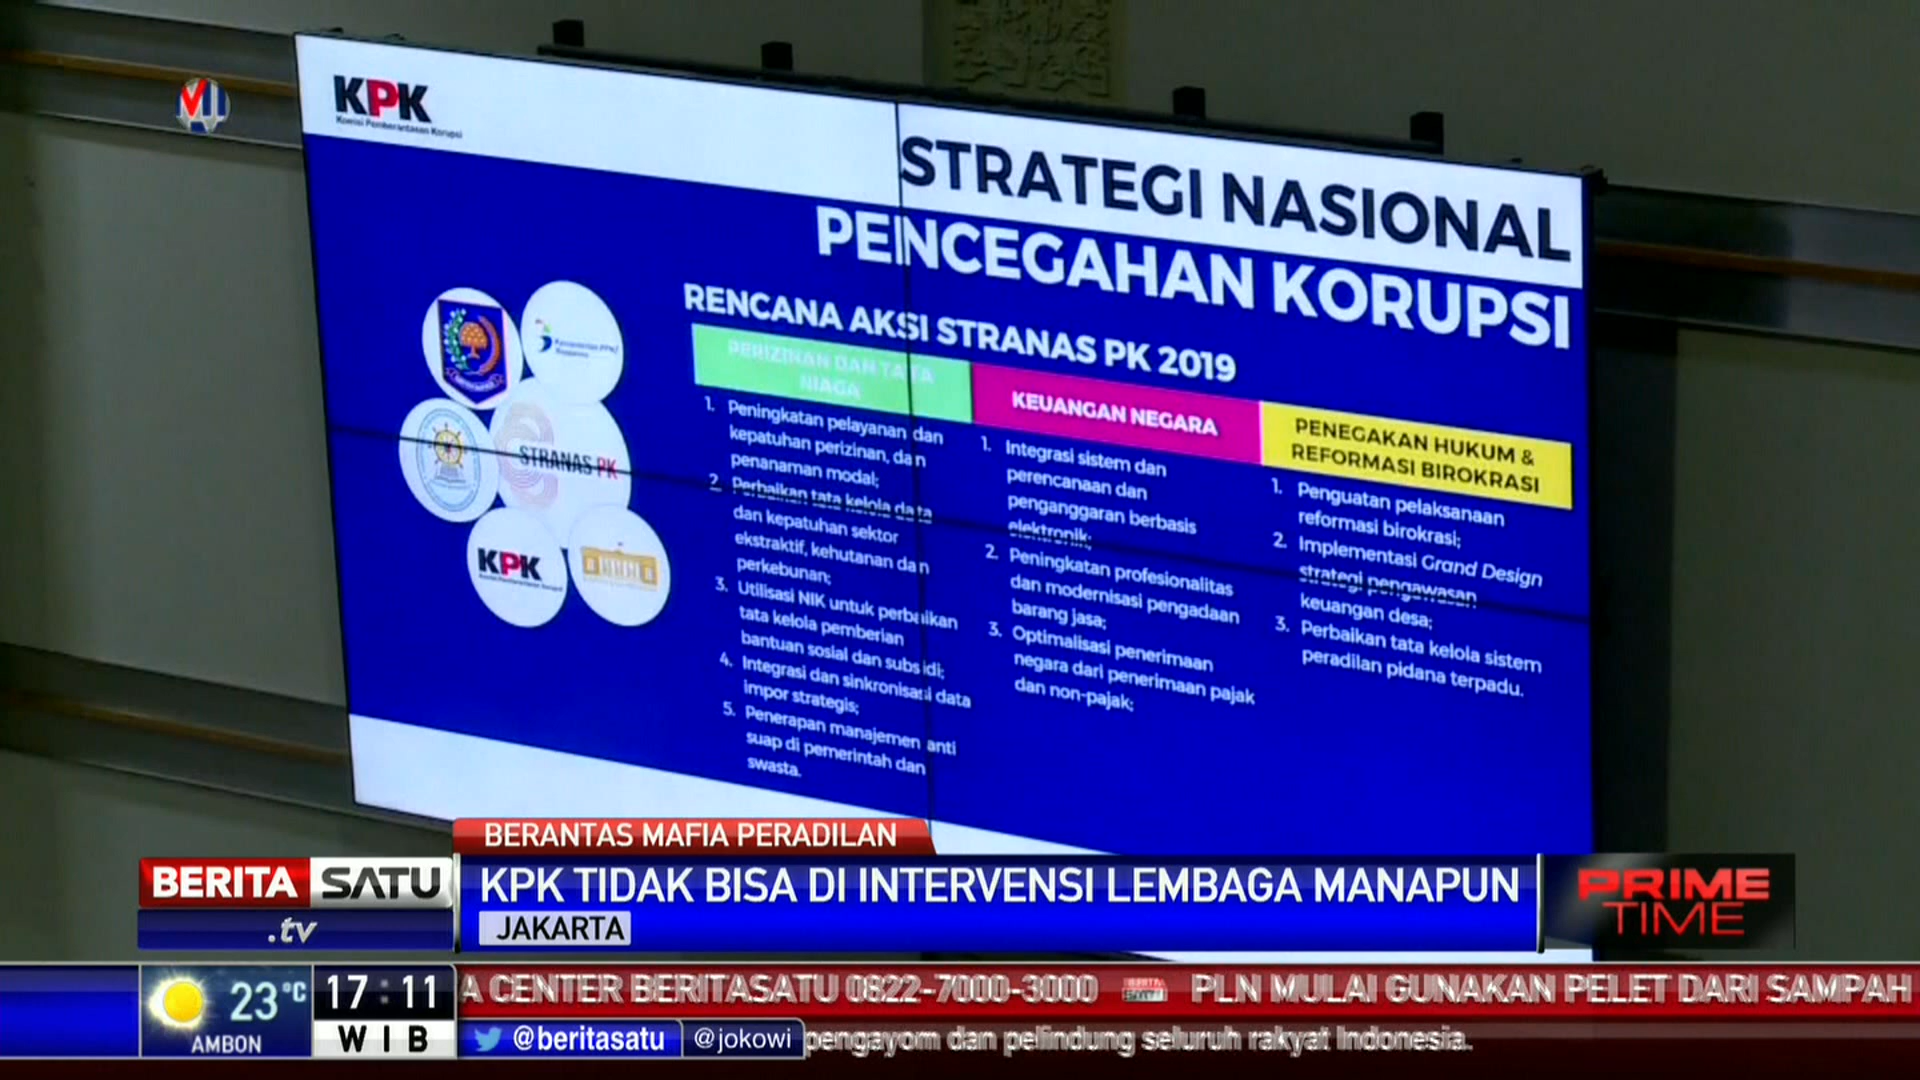 KPK
Komisi Pemberantasan Korupsi
STRATEGI NASIONAL
PENCEGAHAN KORUPSI
RENCANA AKSI STRANAS PK 2019
PERIZINAN DAN TATA
NIAGA
1. Peningkatan pelayanan dan
kepatuhan perizinan, dan
penanaman modal;
2. Perbaikan tata kelola data
dan kepatuhan sektor
ekstraktif, kehutanan dan
perkebunan;
3. Utilisasi NIK untuk perbaikan
tata kelola pemberian
bantuan sosial dan subsidi;
4. Integrasi dan sinkronisasi data
impor strategis;
5. Penerapan manajemen anti
suap di pemerintah dan
swasta.
KEUANGAN NEGARA
1. Integrasi sistem dan
perencanaan dan
penganggaran berbasis
elektronik;
2. Peningkatan profesionalitas
dan modernisasi pengadaan
barang jasa;
3. Optimalisasi penerimaan
negara dari penerimaan pajak
dan non-pajak;
PENEGAKAN HUKUM &
REFORMASI BIROKRASI
1. Penguatan pelaksanaan
reformasi birokrasi;
2. Implementasi Grand Design
strategi pengawasan
keuangan desa;
3. Perbaikan tata kelola sistem
peradilan pidana terpadu.
STRANAS PK
KPK
BERANTAS MAFIA PERADILAN
BERITA SATU
.tv
KPK TIDAK BISA DI INTERVENSI LEMBAGA MANAPUN
JAKARTA
PRIME
TIME
23°C
AMBON
17:11
WIB
A CENTER BERITASATU 0822-7000-3000 PLN MULAI GUNAKAN PELET DARI SAMPAH
@beritasatu
@jokowi
pengayom dan pelindung seluruh rakyat Indonesia.